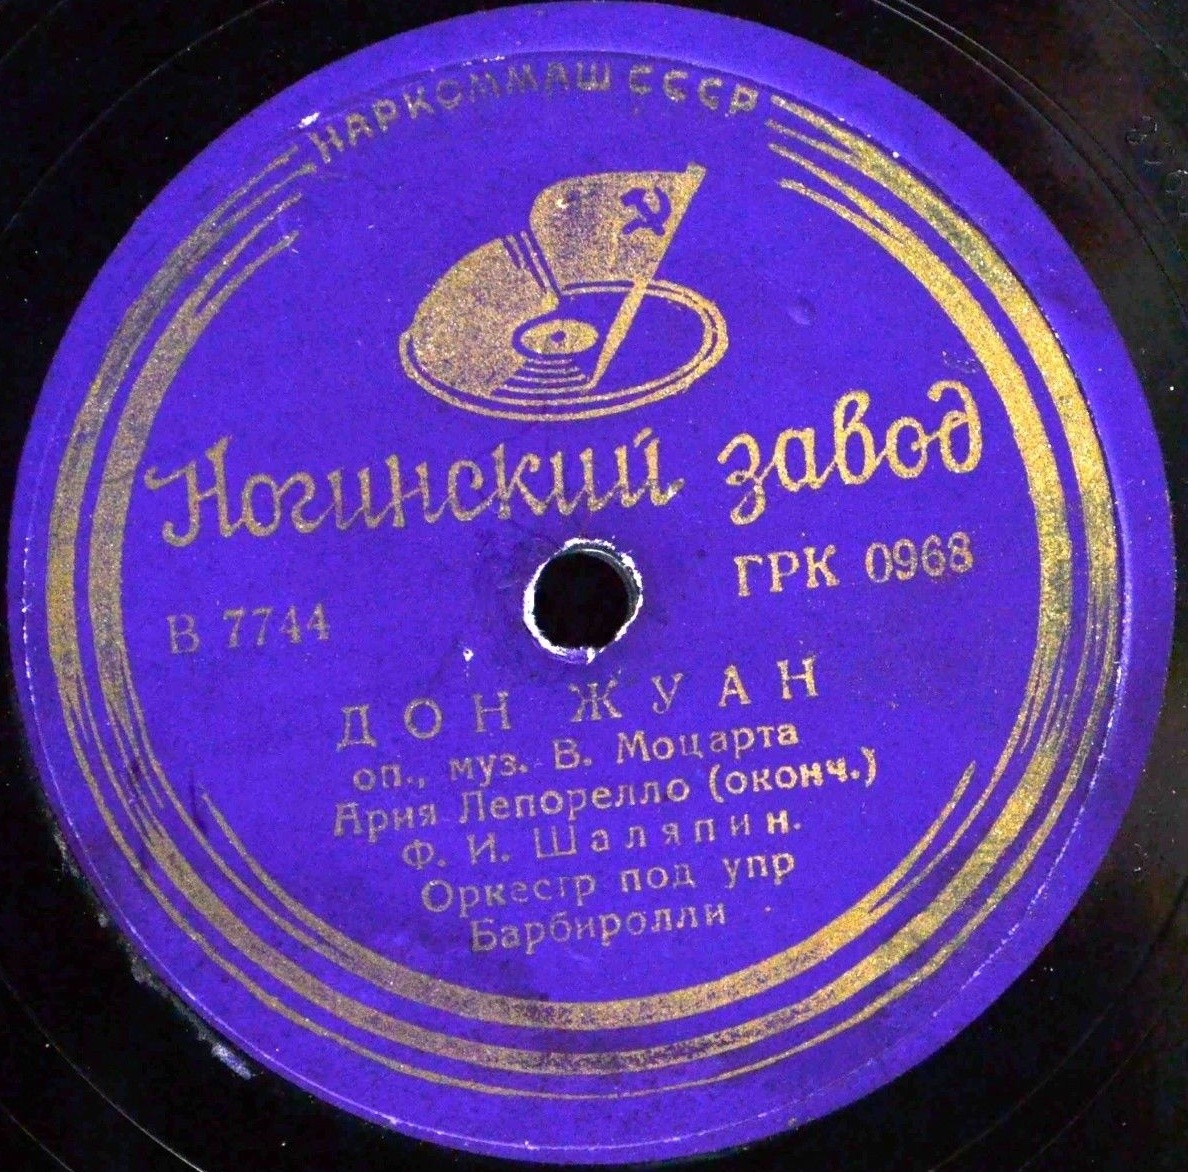 НАРКОММАШ СССР
Ногинский завод
ГРК 0968
В 7744
ДОН ЖУАН
оп., муз. В. Моцарта
Ария Лепорелло (оконч.)
Ф. И. Шаляпин.
Оркестр под упр
Барбиролли